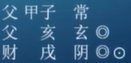 父 甲子 常
父 亥 玄 ◎
财 戌 阴 ◎⊙